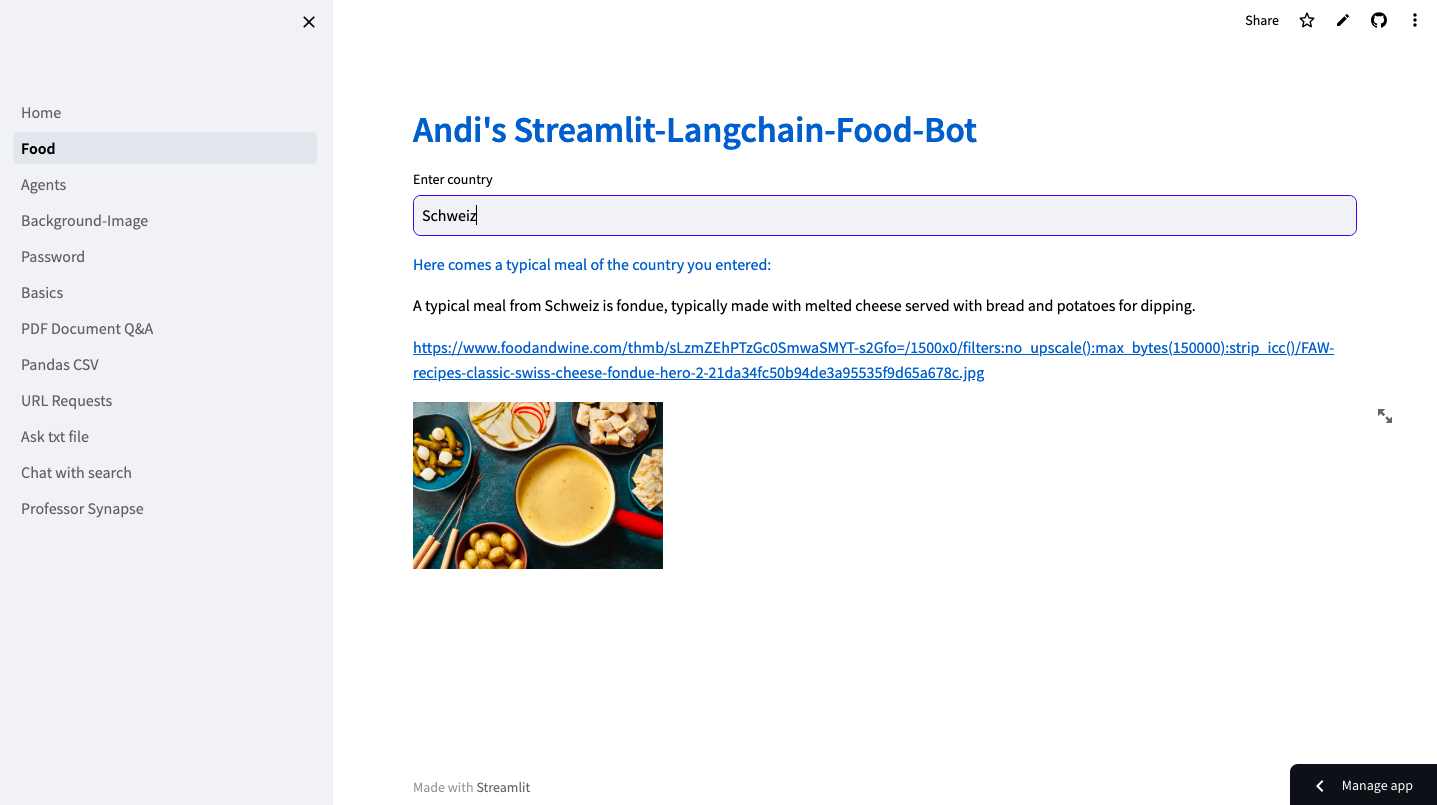 Share
Home
Food
Agents
Background-Image
Password
Basics
PDF Document Q&A
Pandas CSV
URL Requests
Ask txt file
Chat with search
Professor Synapse
Andi's Streamlit-Langchain-Food-Bot
Enter country
Schweiz
Here comes a typical meal of the country you entered:
A typical meal from Schweiz is fondue, typically made with melted cheese served with bread and potatoes for dipping.
https://www.foodandwine.com/thmb/sLzmZEhPTzGc0SmwaSMYT-s2Gfo=/1500x0/filters:no_upscale():max_bytes(150000):strip_icc()/FAW-
recipes-classic-swiss-cheese-fondue-hero-2-21da34fc50b94de3a95535f9d65a678c.jpg
Made with Streamlit
Manage app